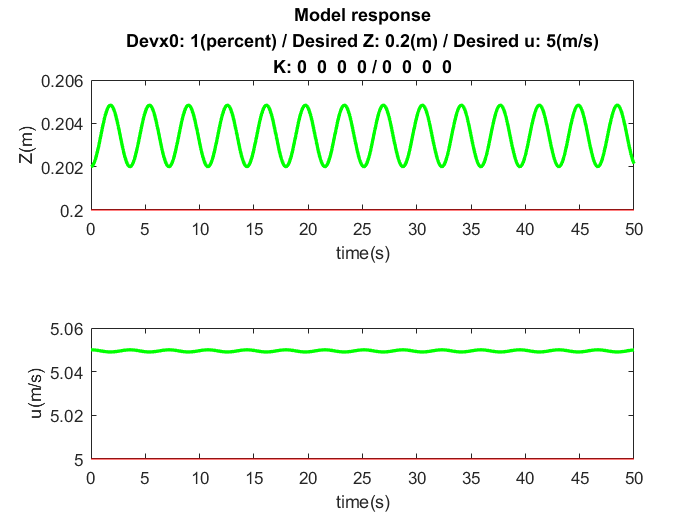 Model response
Devx0: 1(percent) / Desired Z: 0.2(m) / Desired u: 5(m/s)
K: 0 0 0 0 / 0 0 0 0
0.206
0.204
0.202
0.2
Z(m)
0 5 10 15 20 25 30 35 40 45 50
time(s)
5.06
5.04
5.02
5
u(m/s)
0 5 10 15 20 25 30 35 40 45 50
time(s)